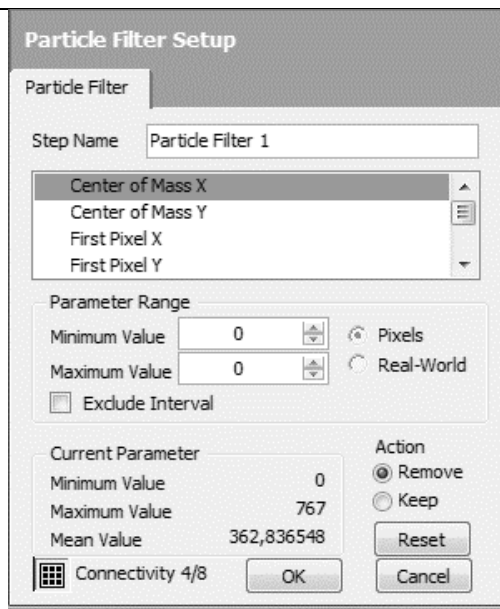 Particle Filter Setup
Particle Filter
Step Name Particle Filter 1
Center of Mass X
Center of Mass Y
First Pixel X
First Pixel Y
Parameter Range
Minimum Value 0 Pixels
Maximum Value 0 Real-World
Exclude Interval
Current Parameter Action
Minimum Value 0 Remove
Maximum Value 767 Keep
Mean Value 362,836548 Reset
Connectivity 4/8 OK Cancel